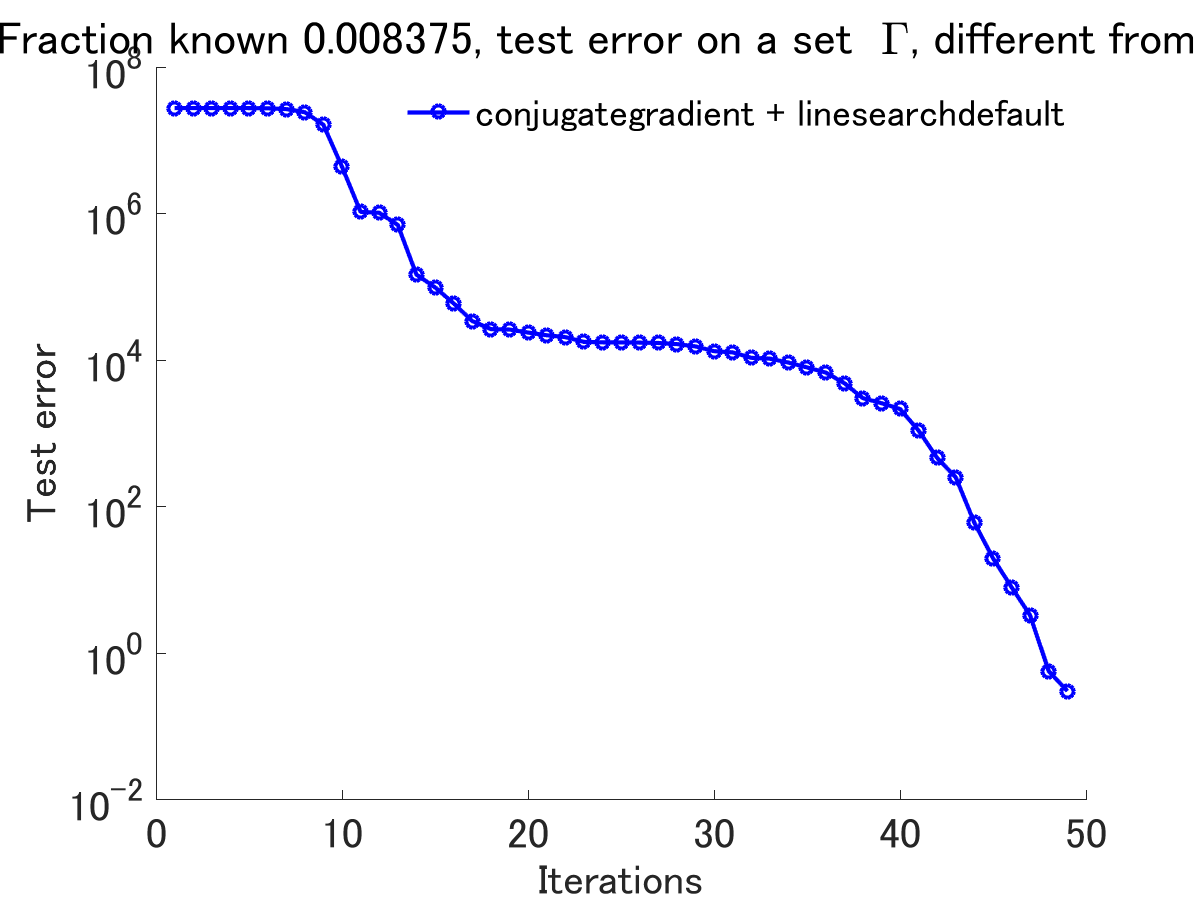 Fraction known 0.008375, test error on a set Γ, different from
10^8
conjugategradient + linesearchdefault
10^6
10^4
10^2
10^0
10^−2
Test error
0 10 20 30 40 50
Iterations